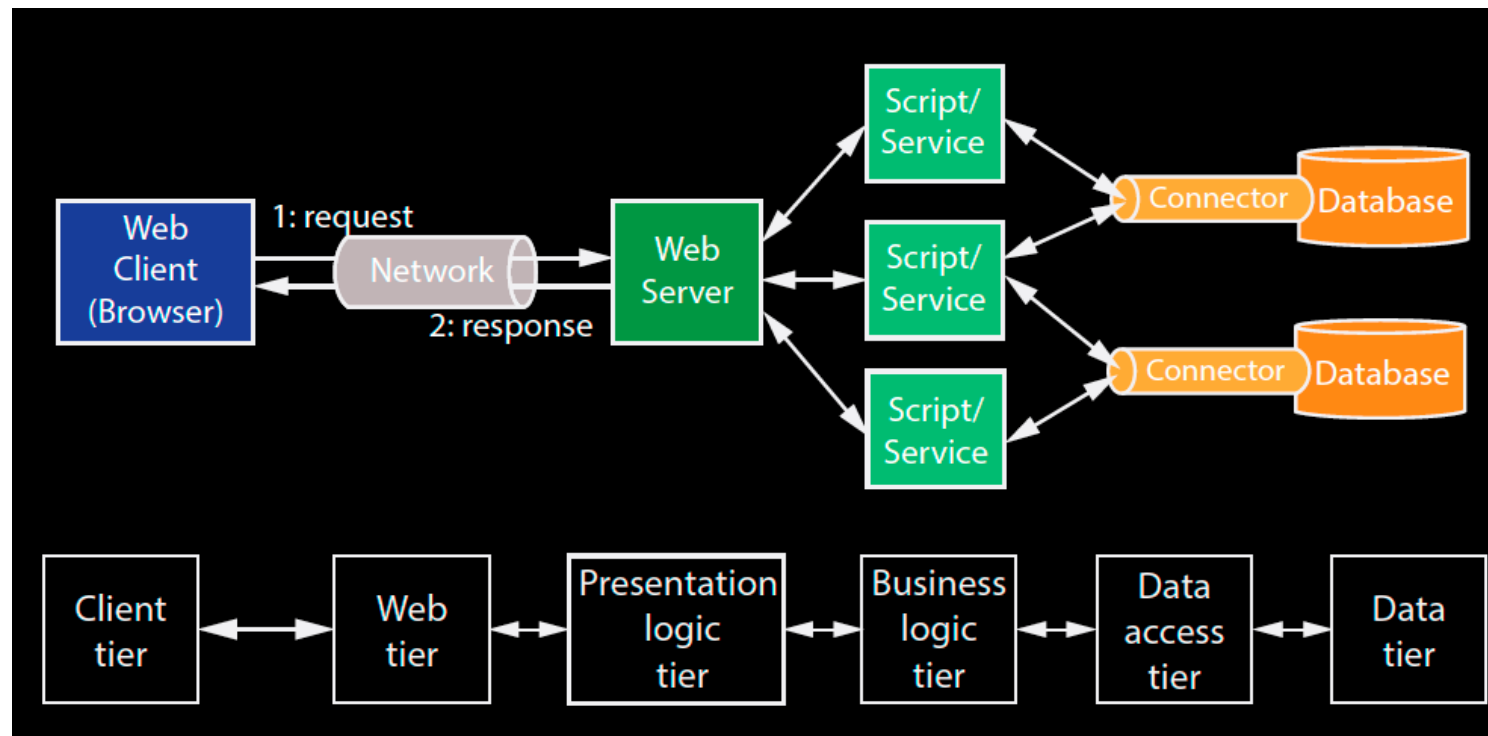 Script/
Service
Connector
Database
1: request
Web
Client
(Browser)
Network
Web
Server
2: response
Script/
Service
Connector
Database
Script/
Service
Client
tier
Web
tier
Presentation
logic
tier
Business
logic
tier
Data
access
tier
Data
tier